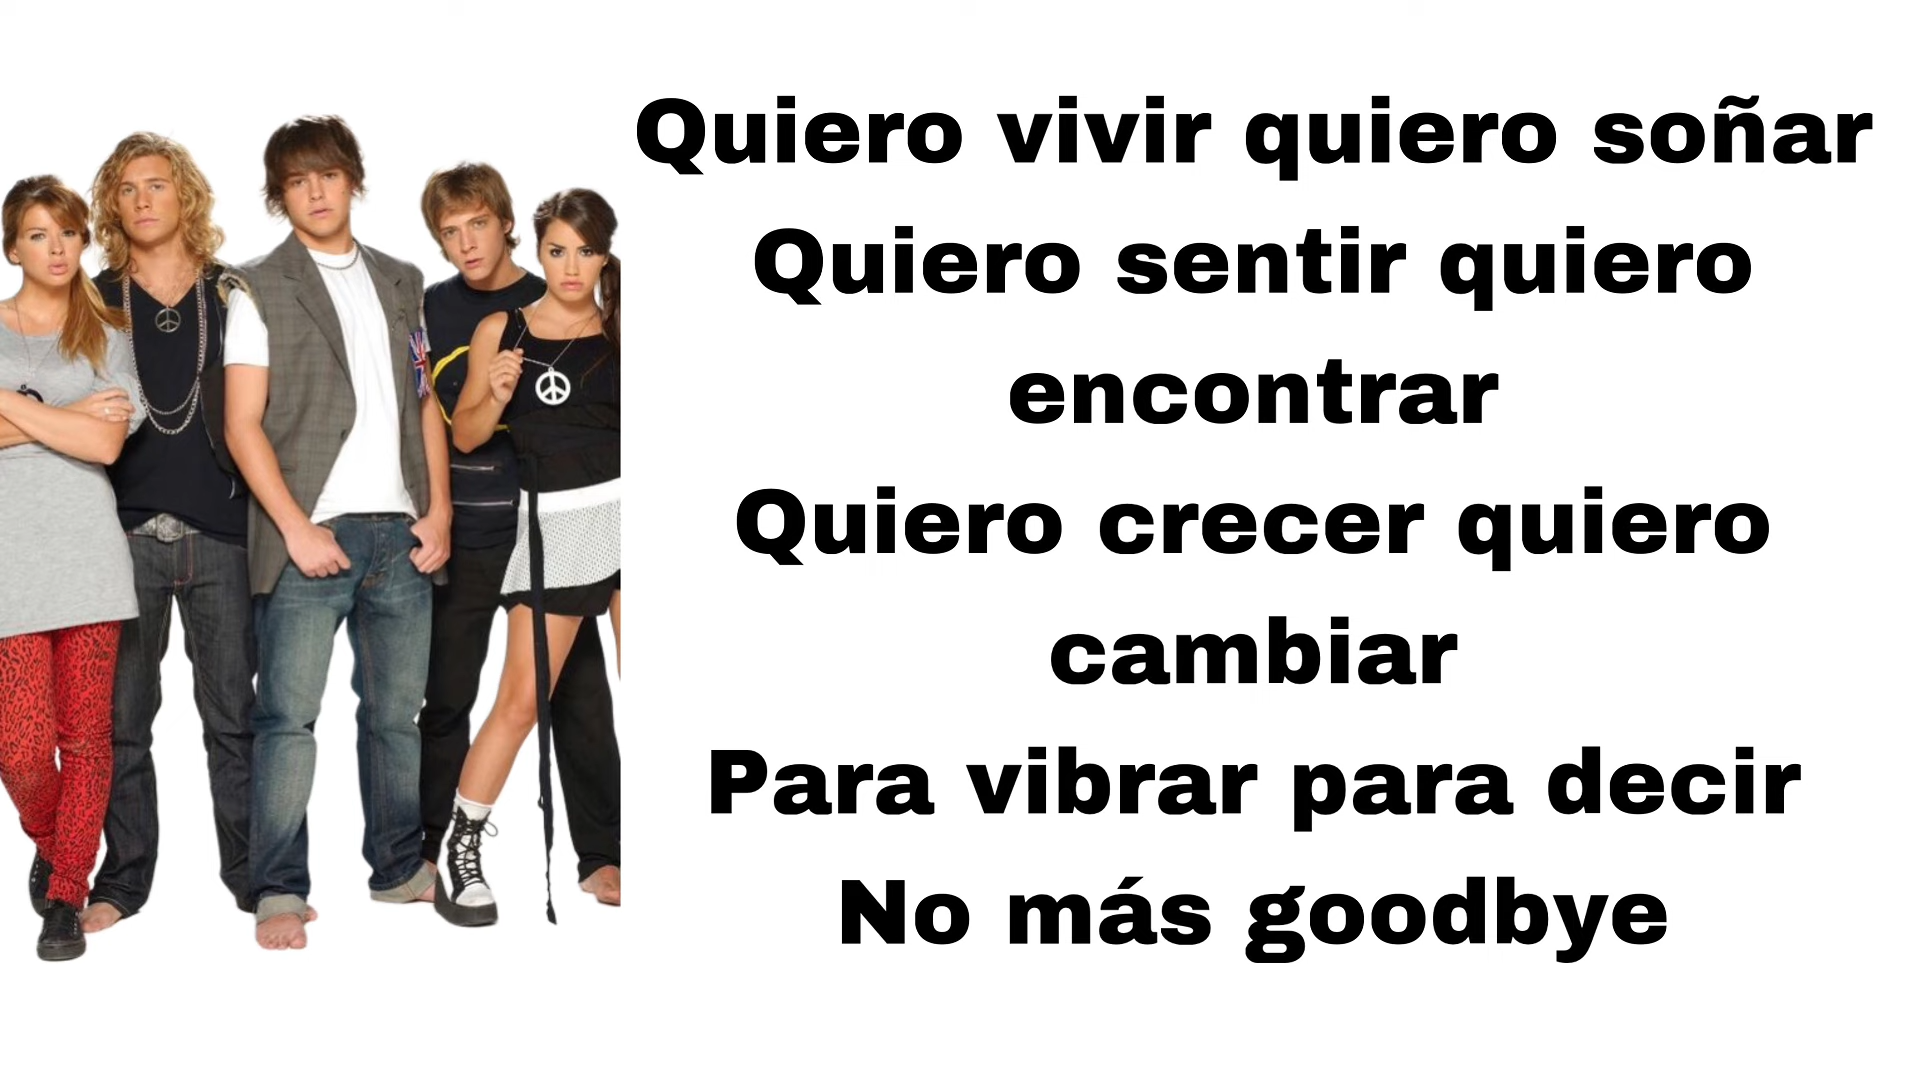 Quiero vivir quiero soñar
Quiero sentir quiero
encontrar
Quiero crecer quiero
cambiar
Para vibrar para decir
No más goodbye